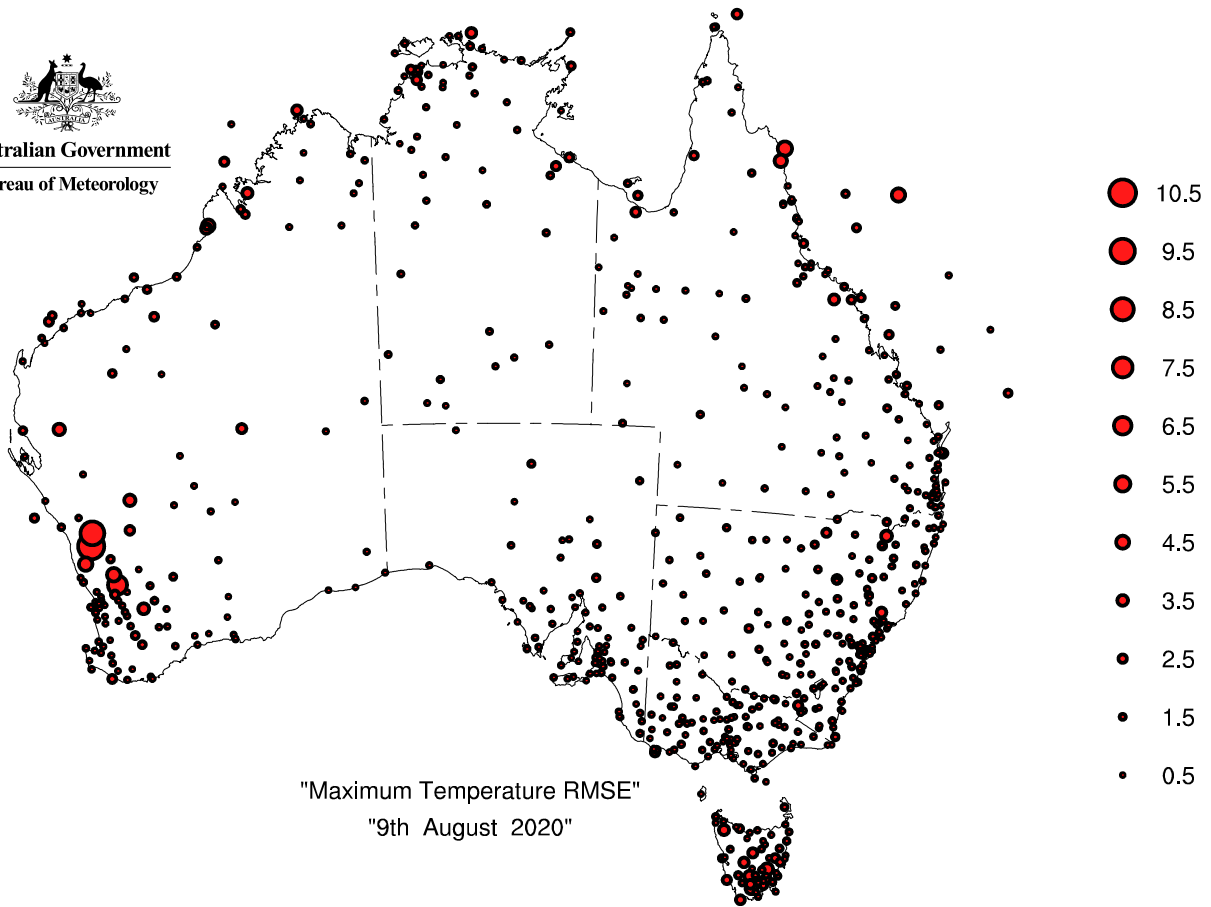 AUSTRALIA
tralian Government
reau of Meteorology
10.5
9.5
8.5
7.5
6.5
5.5
4.5
3.5
2.5
1.5
0.5
"Maximum Temperature RMSE"
"9th August 2020"